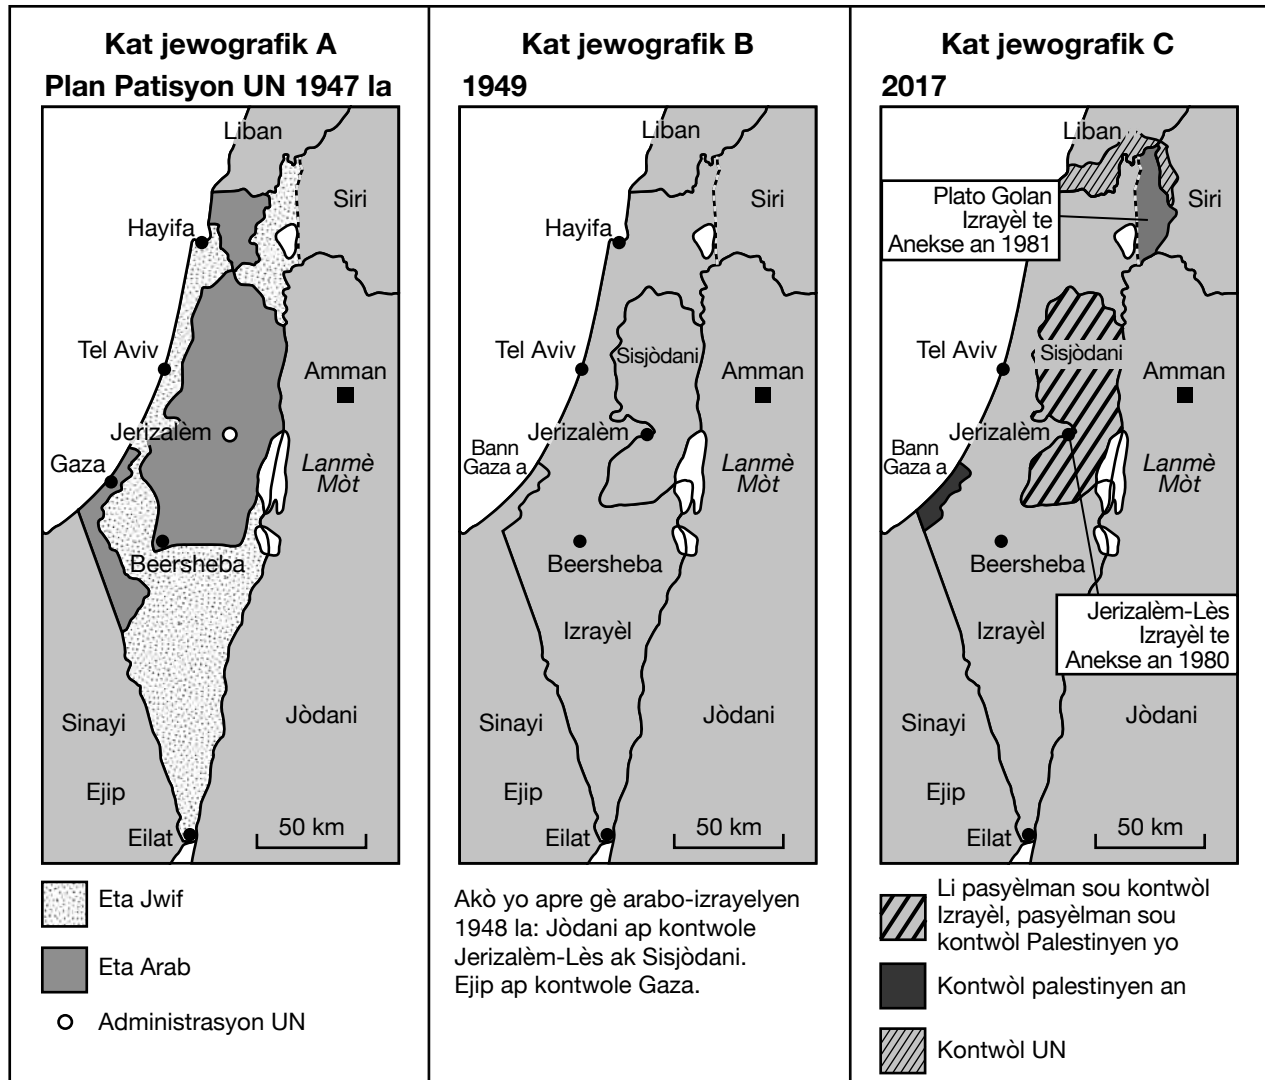 Kat jewografik A
Plan Patisyon UN 1947 la
Liban
Siri
Hayifa
Tel Aviv
Amman
Jerizalèm
Gaza
Lanmè
Mòt
Beersheba
Sinayi
Jòdani
Ejip
Eilat
50 km
Eta Jwif
Eta Arab
Administrasyon UN
Kat jewografik B
1949
Liban
Siri
Hayifa
Tel Aviv
Sisjòdani
Amman
Jerizalèm
Bann
Gaza a
Lanmè
Mòt
Beersheba
Izrayèl
Sinayi
Jòdani
Ejip
Eilat
50 km
Akò yo apre gè arabo-izrayelyen
1948 la: Jòdani ap kontwole
Jerizalèm-Lès ak Sisjòdani.
Ejip ap kontwole Gaza.
Kat jewografik C
2017
Liban
Siri
Plato Golan
Izrayèl te
Anekse an 1981
Tel Aviv
Sisjòdani
Amman
Jerizalèm
Bann
Gaza a
Lanmè
Mòt
Beersheba
Izrayèl
Jerizalèm-Lès
Izrayèl te
Anekse an 1980
Sinayi
Jòdani
Ejip
Eilat
50 km
Li pasyèlman sou kontwòl
Izrayèl, pasyèlman sou
kontwòl Palestinyen yo
Kontwòl palestinyen an
Kontwòl UN